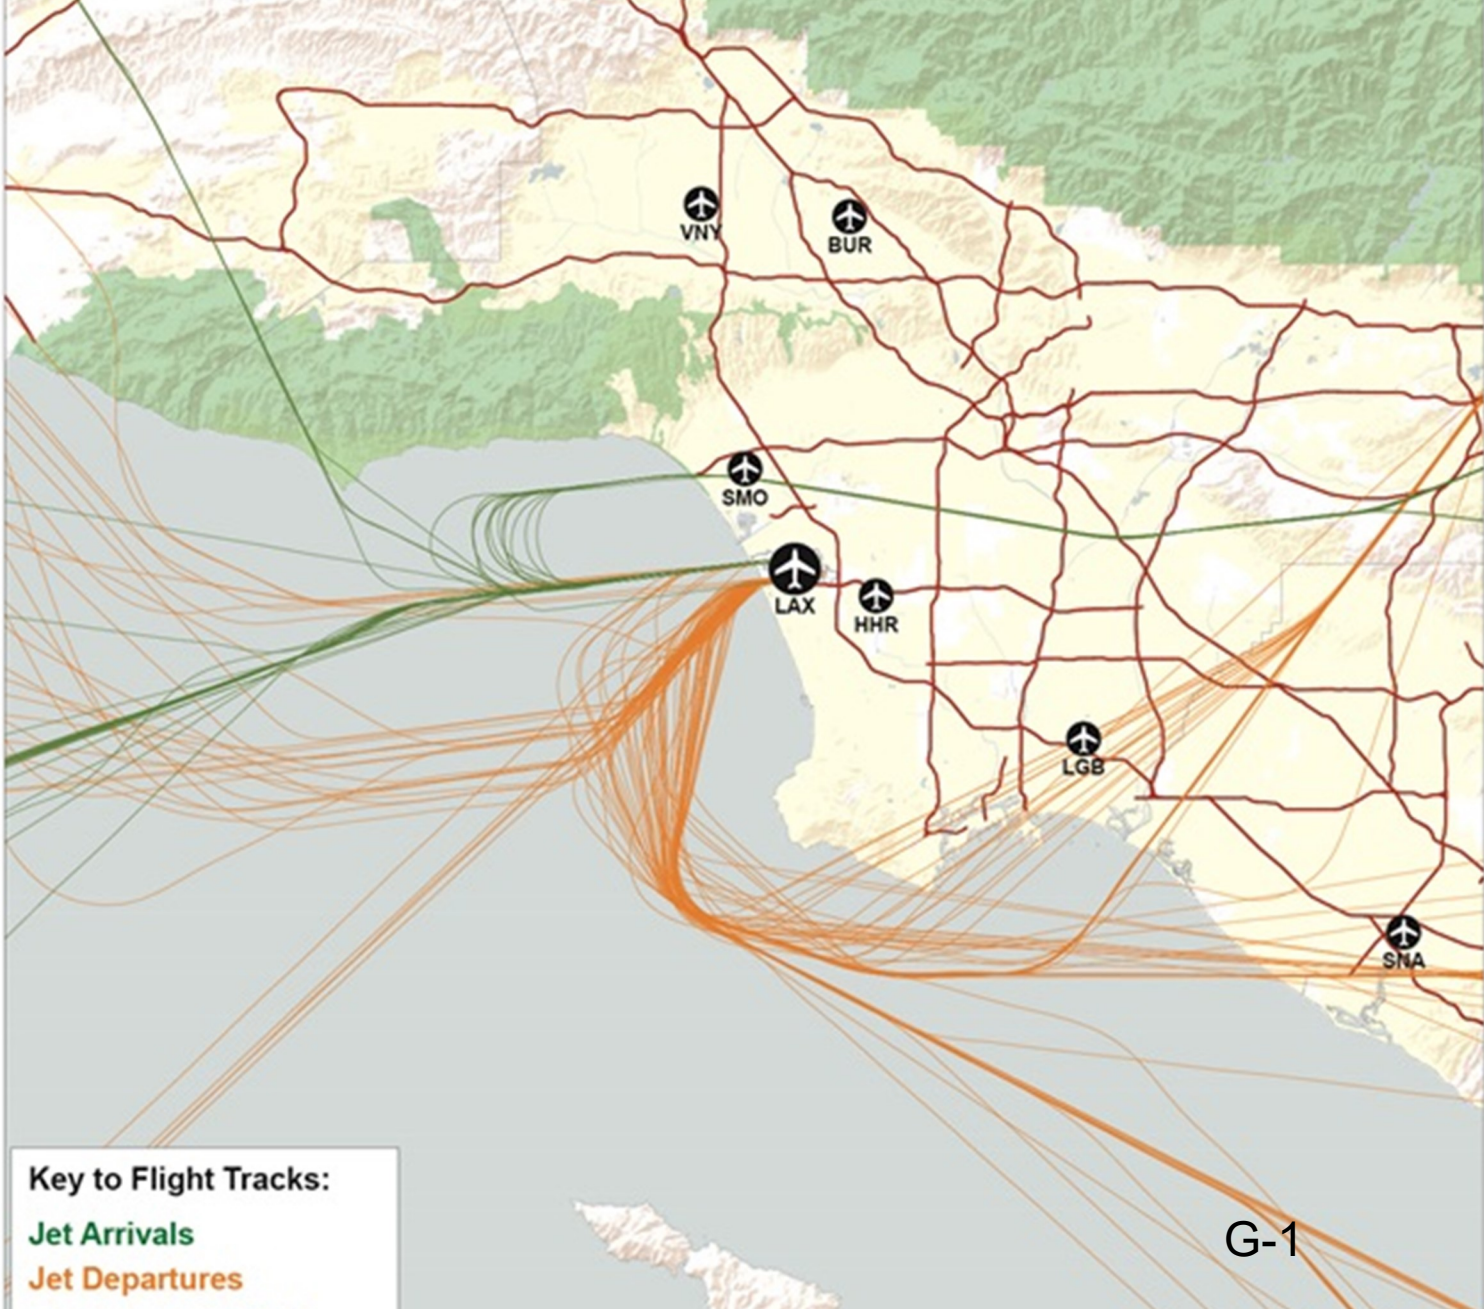 VNY
BUR
SMO
LAX
HHR
LGB
SNA
Key to Flight Tracks:
Jet Arrivals
Jet Departures
G-1